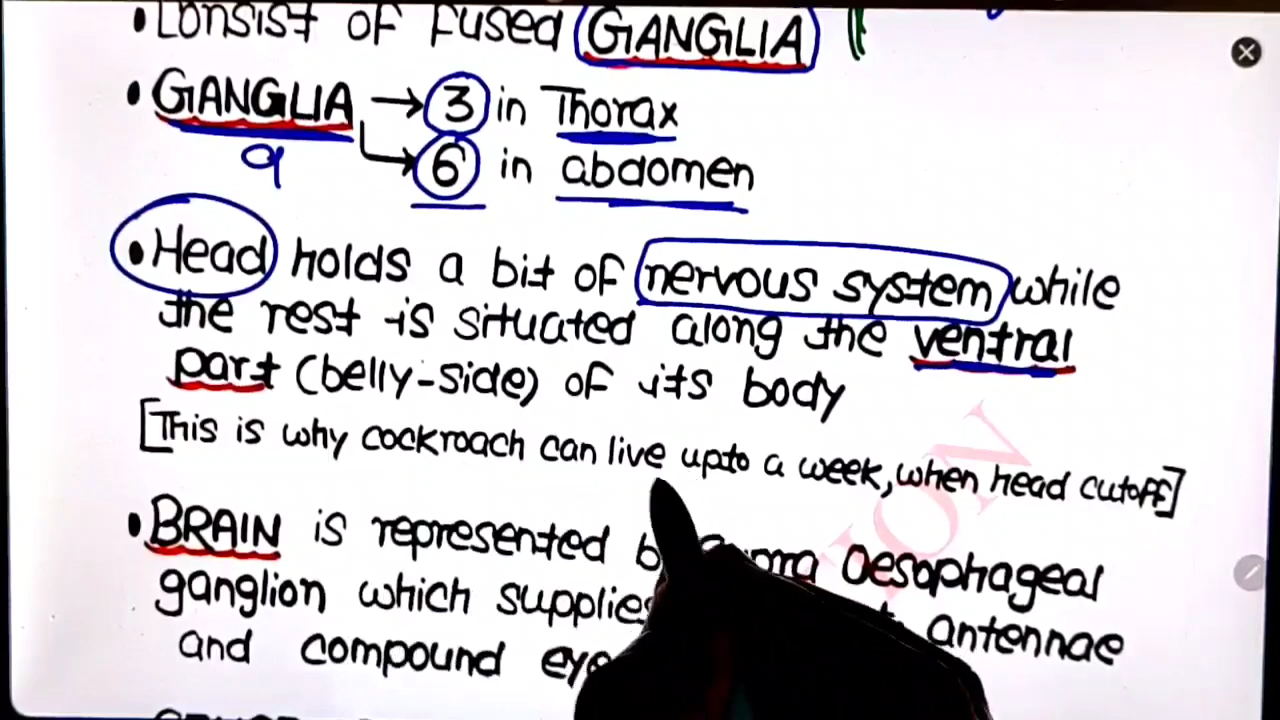 • Consist of fused GANGLIA
• GANGLIA → 3 in Thorax
9 → 6 in abdomen
• Head holds a bit of nervous system while
the rest is situated along the ventral
part (belly-side) of its body
[This is why cockroach can live upto a week, when head cutoff]
• BRAIN is represented Oesophageal
ganglion which supplies antennae
and compound